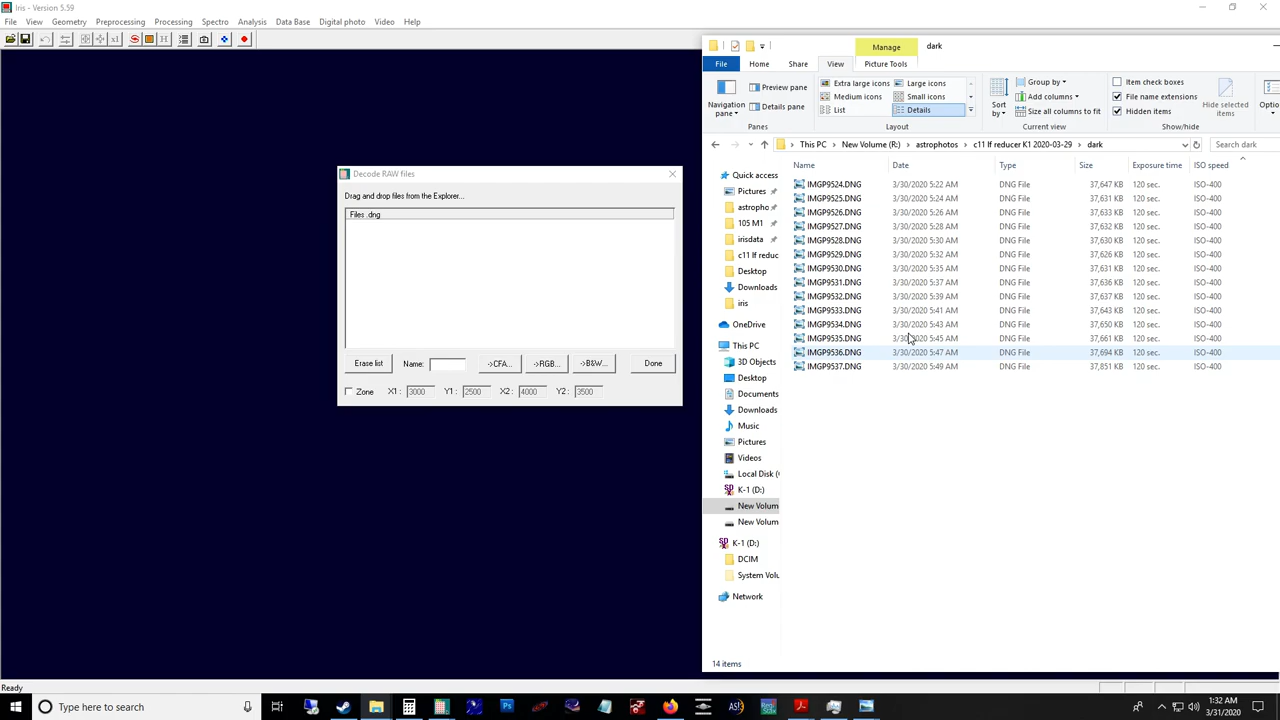 Iris - Version 5.59
File View Geometry Preprocessing Processing Spectro Analysis Data Base Digital photo Video Help
x1
Manage dark
File Home Share View Picture Tools
Navigation pane
Preview pane
Details pane
Panes
Extra large icons Large icons
Medium icons Small icons
List Details
Layout
Sort by
Group by
Add columns
Size all columns to fit
Current view
Item check boxes
File name extensions
Hidden items
Hide selected items
Show/hide
This PC New Volume (R:) astrophotos c11 lf reducer K1 2020-03-29 dark
Search dark
Name Date Type Size Exposure time ISO speed
IMGP9524.DNG 3/30/2020 5:22 AM DNG File 37,647 KB 120 sec. ISO-400
IMGP9525.DNG 3/30/2020 5:24 AM DNG File 37,631 KB 120 sec. ISO-400
IMGP9526.DNG 3/30/2020 5:26 AM DNG File 37,639 KB 120 sec. ISO-400
IMGP9527.DNG 3/30/2020 5:28 AM DNG File 37,630 KB 120 sec. ISO-400
IMGP9528.DNG 3/30/2020 5:30 AM DNG File 37,632 KB 120 sec. ISO-400
IMGP9529.DNG 3/30/2020 5:32 AM DNG File 37,626 KB 120 sec. ISO-400
IMGP9530.DNG 3/30/2020 5:35 AM DNG File 37,631 KB 120 sec. ISO-400
IMGP9531.DNG 3/30/2020 5:37 AM DNG File 37,636 KB 120 sec. ISO-400
IMGP9532.DNG 3/30/2020 5:39 AM DNG File 37,637 KB 120 sec. ISO-400
IMGP9533.DNG 3/30/2020 5:41 AM DNG File 37,643 KB 120 sec. ISO-400
IMGP9534.DNG 3/30/2020 5:43 AM DNG File 37,650 KB 120 sec. ISO-400
IMGP9535.DNG 3/30/2020 5:45 AM DNG File 37,661 KB 120 sec. ISO-400
IMGP9536.DNG 3/30/2020 5:47 AM DNG File 37,694 KB 120 sec. ISO-400
IMGP9537.DNG 3/30/2020 5:49 AM DNG File 37,851 KB 120 sec. ISO-400
Quick access
Pictures
astropho
105 M1
irisdata
c11 lf reduc
Desktop
Downloads
iris
OneDrive
This PC
3D Objects
Desktop
Documents
Downloads
Music
Pictures
Videos
Local Disk (
K-1 (D:)
New Volum
New Volum
K-1 (D:)
DCIM
System Volu
Network
14 items
Decode RAW files
Drag and drop files from the Explorer...
Files .dng
Erase list Name: ->CFA... ->RGB... ->B&W... Done
Zone X1 : 3000 Y1 : 2500 X2 : 4000 Y2 : 3500
Ready
Type here to search
1:32 AM
3/31/2020